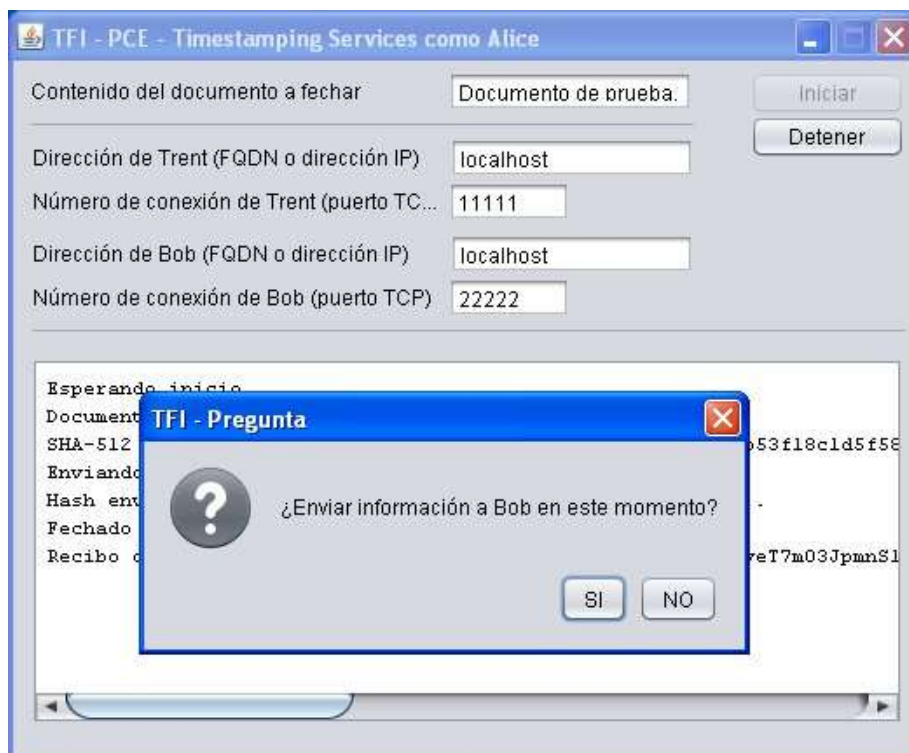 TFI - PCE - Timestamping Services como Alice
Contenido del documento a fechar
Documento de prueba.
Iniciar
Detener
Dirección de Trent (FQDN o dirección IP)
localhost
Número de conexión de Trent (puerto TC...
11111
Dirección de Bob (FQDN o dirección IP)
localhost
Número de conexión de Bob (puerto TCP)
22222
Esperando inicio
Document
SHA-512
53f18c1d5f58
Enviando
Hash env
.
Fechado
Recibo
eT7m03JpmnS1
TFI - Pregunta
¿Enviar información a Bob en este momento?
SI
NO